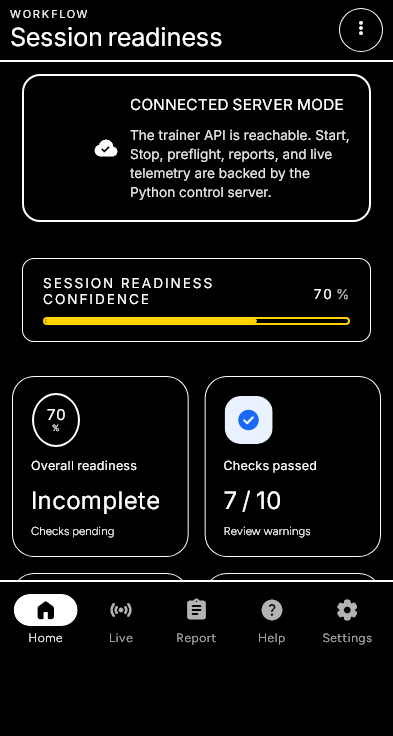 WORKFLOW
Session readiness
CONNECTED SERVER MODE
The trainer API is reachable. Start,
Stop, preflight, reports, and live
telemetry are backed by the
Python control server.
SESSION READINESS
CONFIDENCE
70 %
70
%
Overall readiness
Incomplete
Checks pending
Checks passed
7 / 10
Review warnings
Home
Live
Report
Help
Settings